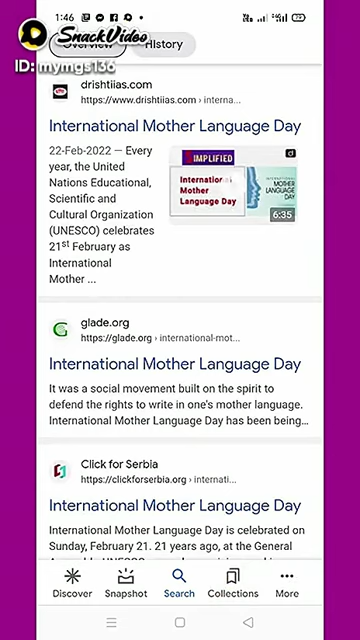 1:46
SnackVideo
ID: mymgs136
Overview
History
drishtiias.com
https://www.drishtiias.com › interna...
International Mother Language Day
22-Feb-2022 — Every
year, the United
Nations Educational,
Scientific and
Cultural Organization
(UNESCO) celebrates
21st February as
International
Mother ...
SIMPLIFIED
International
Mother
Language Day
MOTHER
LANGUAGE
DAY
6:35
glade.org
https://glade.org › international-mot...
International Mother Language Day
It was a social movement built on the spirit to
defend the rights to write in one's mother language.
International Mother Language Day has been being...
Click for Serbia
https://clickforserbia.org › internati...
International Mother Language Day
International Mother Language Day is celebrated on
Sunday, February 21. 21 years ago, at the General
Discover
Snapshot
Search
Collections
More